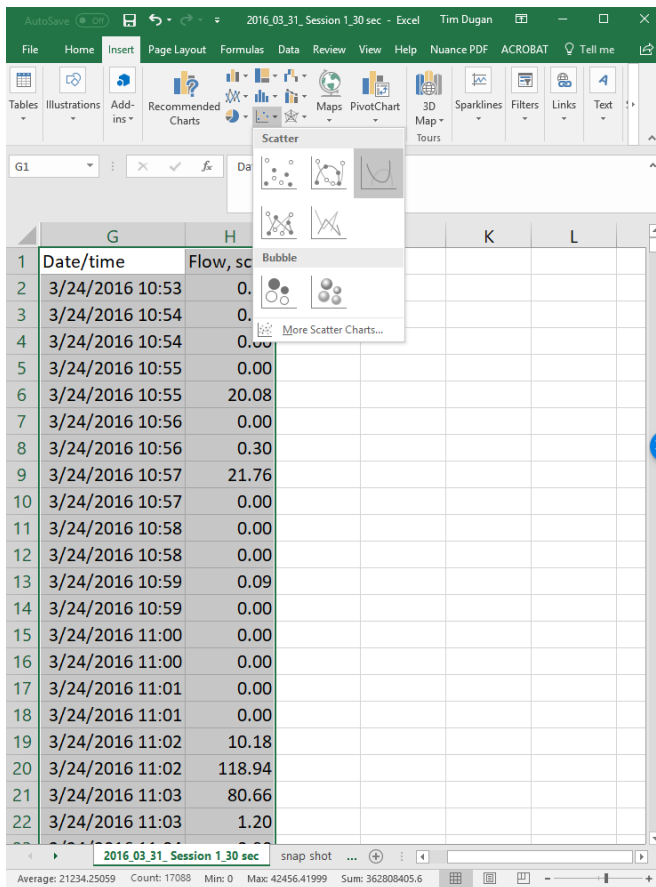 AutoSave Off 2016_03_31_ Session 1_30 sec - Excel Tim Dugan
File Home Insert Page Layout Formulas Data Review View Help Nuance PDF ACROBAT Tell me
Tables Illustrations Add-ins Recommended Charts Maps PivotChart 3D Map Sparklines Filters Links Text
Tours
Scatter
G1 fx Da
G H K L
Bubble
More Scatter Charts...
1 Date/time Flow, sc
2 3/24/2016 10:53 0.
3 3/24/2016 10:54 0.
4 3/24/2016 10:54 0.00
5 3/24/2016 10:55 0.00
6 3/24/2016 10:55 20.08
7 3/24/2016 10:56 0.00
8 3/24/2016 10:56 0.30
9 3/24/2016 10:57 21.76
10 3/24/2016 10:57 0.00
11 3/24/2016 10:58 0.00
12 3/24/2016 10:58 0.00
13 3/24/2016 10:59 0.09
14 3/24/2016 10:59 0.00
15 3/24/2016 11:00 0.00
16 3/24/2016 11:00 0.00
17 3/24/2016 11:01 0.00
18 3/24/2016 11:01 0.00
19 3/24/2016 11:02 10.18
20 3/24/2016 11:02 118.94
21 3/24/2016 11:03 80.66
22 3/24/2016 11:03 1.20
2016_03_31_ Session 1_30 sec snap shot ...
Average: 21234.25059 Count: 17088 Min: 0 Max: 42456.41999 Sum: 362808405.6